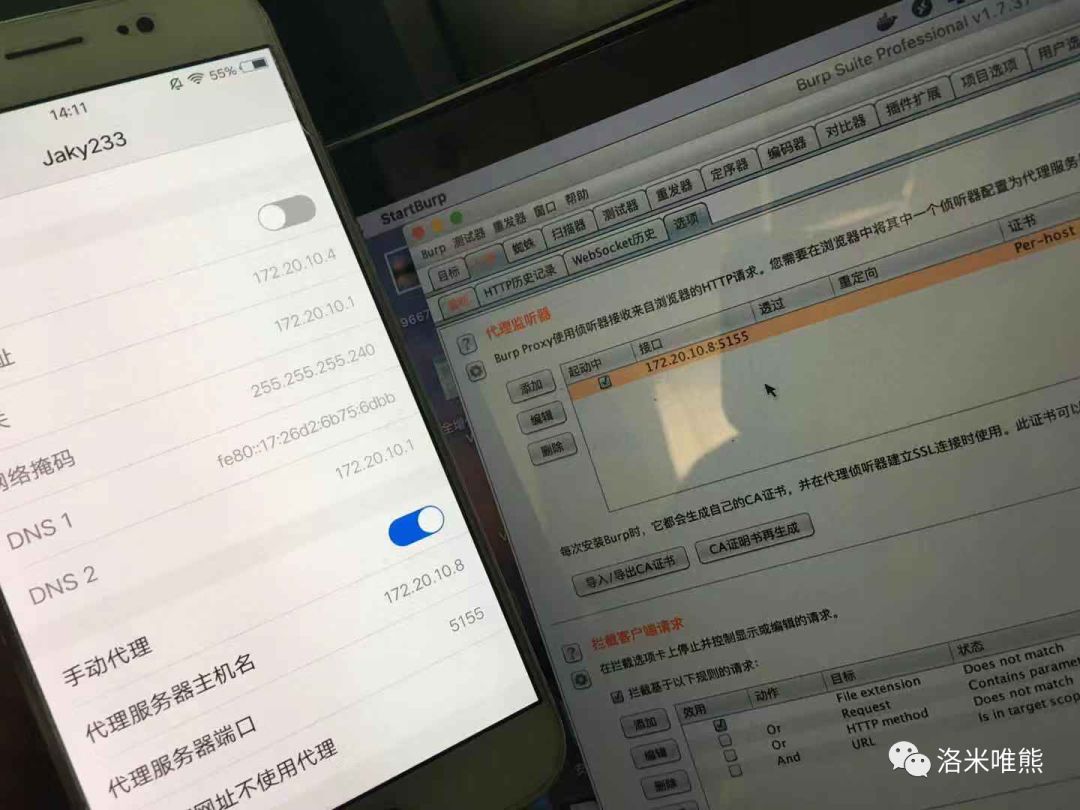 14:11
55%
Jaky233
172.20.10.4
址
172.20.10.1
关
255.255.255.240
网络掩码
fe80::17:26d2:6b75:6dbb
DNS 1
172.20.10.1
DNS 2
手动代理
172.20.10.8
代理服务器主机名
5155
代理服务器端口
网址不使用代理
Burp Suite Professional v1.7.37
StartBurp
Burp 测试器 重发器 窗口 帮助
目标 蜘蛛 扫描器 测试器 重发器 定序器 编码器 对比器 插件扩展 项目选项 用户选
HTTP历史记录 WebSocket历史 选项
9667
代理监听器
Burp Proxy使用侦听器接收来自浏览器的HTTP请求。您需要在浏览器中将其中一个侦听器配置为代理服务
添加 起动中 接口 透过 重定向 证书
172.20.10.8:5155 Per-host
编辑
删除
每次安装Burp时，它都会生成自己的CA证书，并在代理侦听器建立SSL连接时使用。此证书可以
导入/导出CA证书 CA证明书再生成
拦截客户端请求
在拦截选项卡上停止并控制显示或编辑的请求。
拦截基于以下规则的请求:
添加 效用 动作 目标 状态
File extension Does not match
编辑 Or Request Contains parame
Or HTTP method Does not match
删除 And URL Is in target scop
洛米唯熊